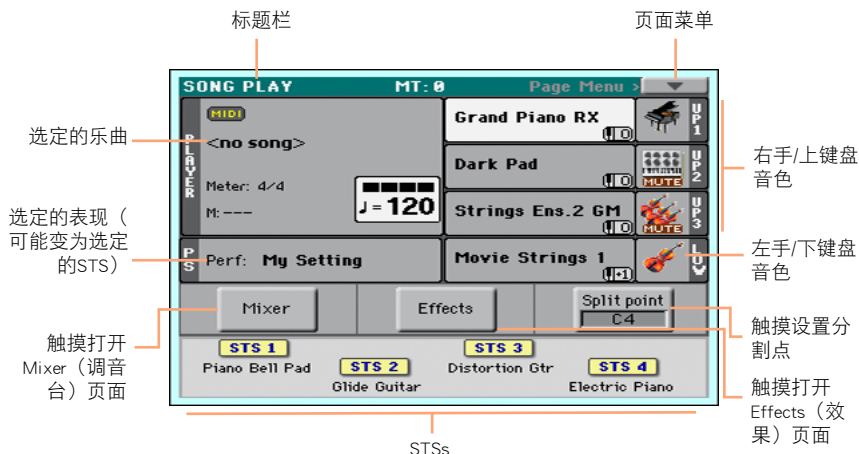 标题栏
页面菜单
SONG PLAY MT: 0 Page Menu >
MIDI
<no song>
Meter: 4/4
M: ---
♩= 120
PLAYER
Grand Piano RX
0
UP1
Dark Pad
0
MUTE
UP2
Strings Ens.2 GM
0
MUTE
UP3
PS
Perf: My Setting
Movie Strings 1
+1
LOW
Mixer
Effects
Split point
C4
STS 1
Piano Bell Pad
STS 2
Glide Guitar
STS 3
Distortion Gtr
STS 4
Electric Piano
选定的乐曲
选定的表现（
可能变为选定
的STS）
触摸打开
Mixer（调音
台）页面
右手/上键盘
音色
左手/下键盘
音色
触摸设置分
割点
触摸打开
Effects（效
果）页面
STSs